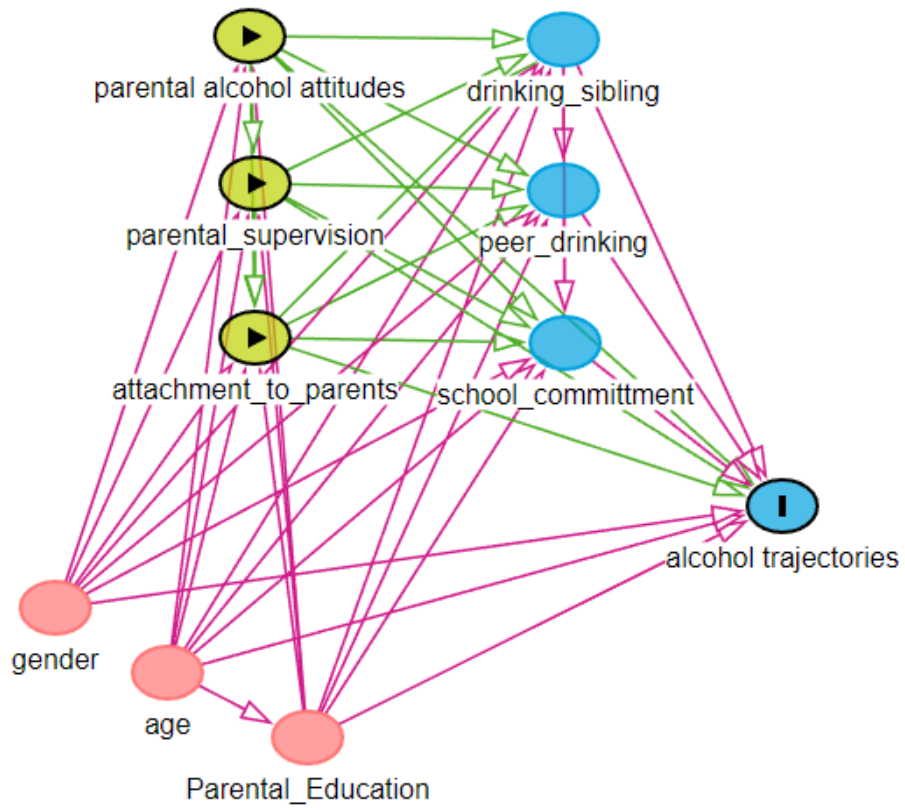 parental alcohol attitudes
drinking_sibling
parental_supervision
peer_drinking
attachment_to_parents
school_committment
alcohol trajectories
gender
age
Parental_Education